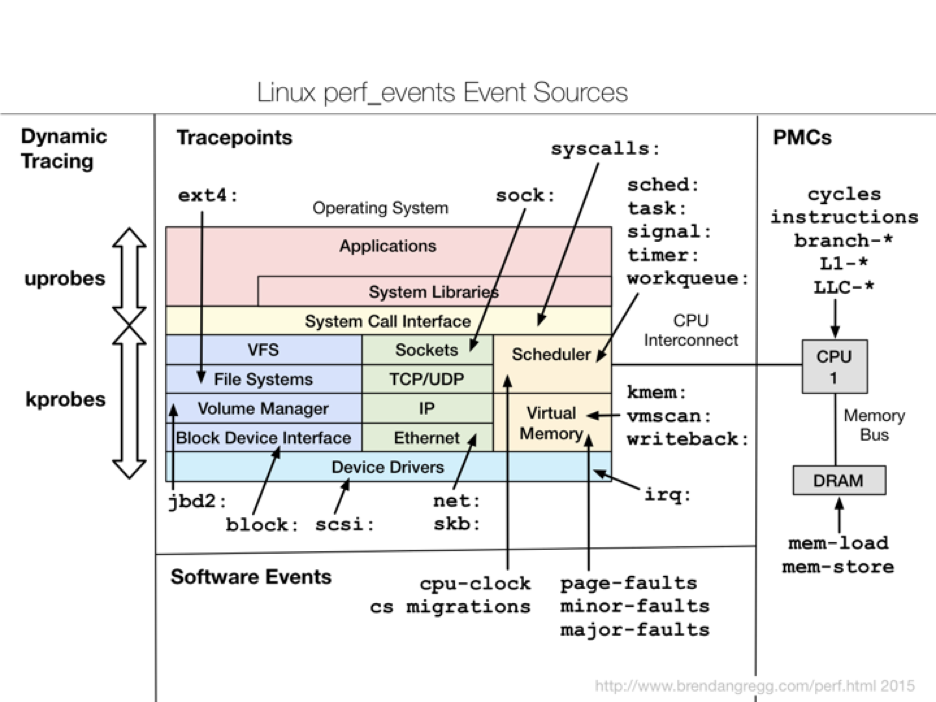 Linux perf_events Event Sources
Dynamic
Tracing
uprobes
kprobes
Tracepoints
syscalls:
ext4:
sock:
sched:
task:
signal:
timer:
workqueue:
Operating System
Applications
System Libraries
System Call Interface
VFS
Sockets
Scheduler
File Systems
TCP/UDP
Volume Manager
IP
Virtual
Memory
Block Device Interface
Ethernet
Device Drivers
CPU
Interconnect
kmem:
vmscan:
writeback:
jbd2:
block:
scsi:
net:
skb:
irq:
PMCs
cycles
instructions
branch-*
L1-*
LLC-*
CPU
1
Memory
Bus
DRAM
mem-load
mem-store
Software Events
cpu-clock
cs migrations
page-faults
minor-faults
major-faults
http://www.brendangregg.com/perf.html 2015